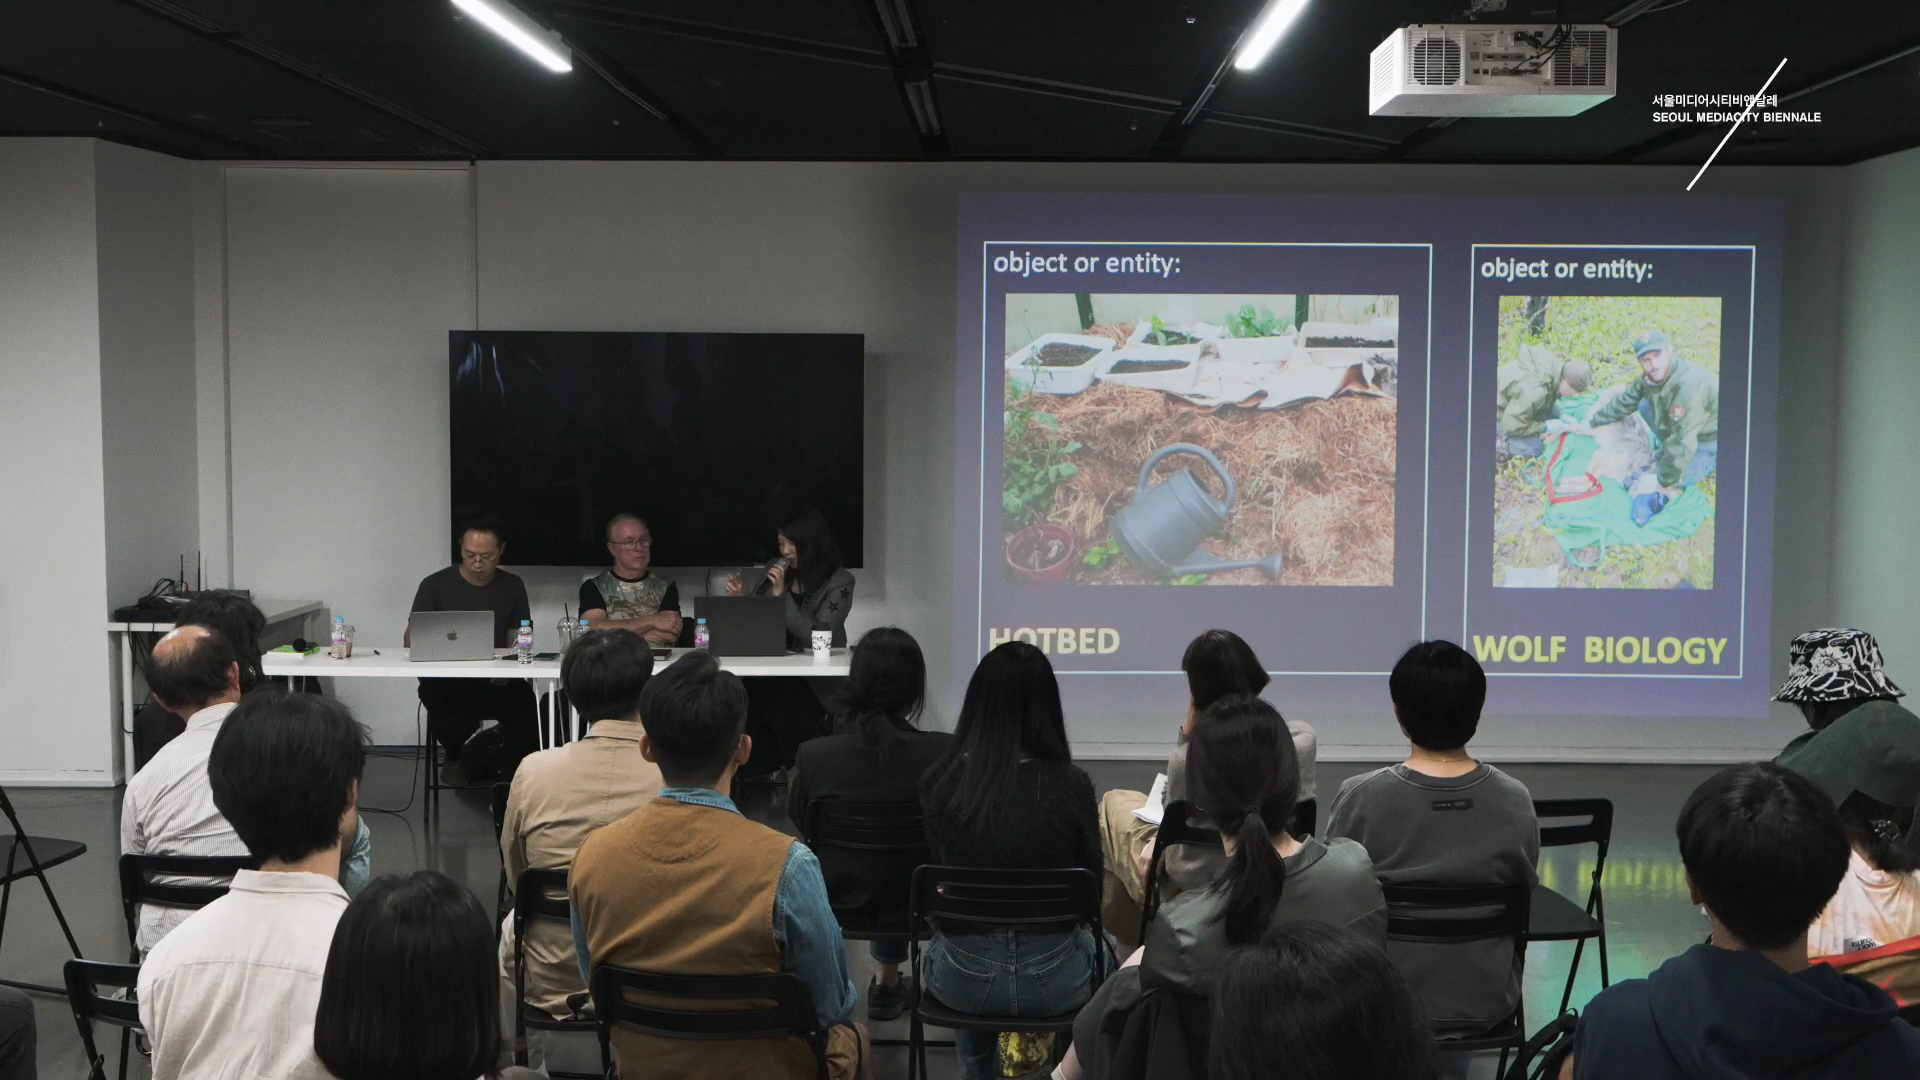 서울미디어시티비엔날레
SEOUL MEDIACITY BIENNALE
object or entity:
HOTBED
object or entity:
WOLF BIOLOGY